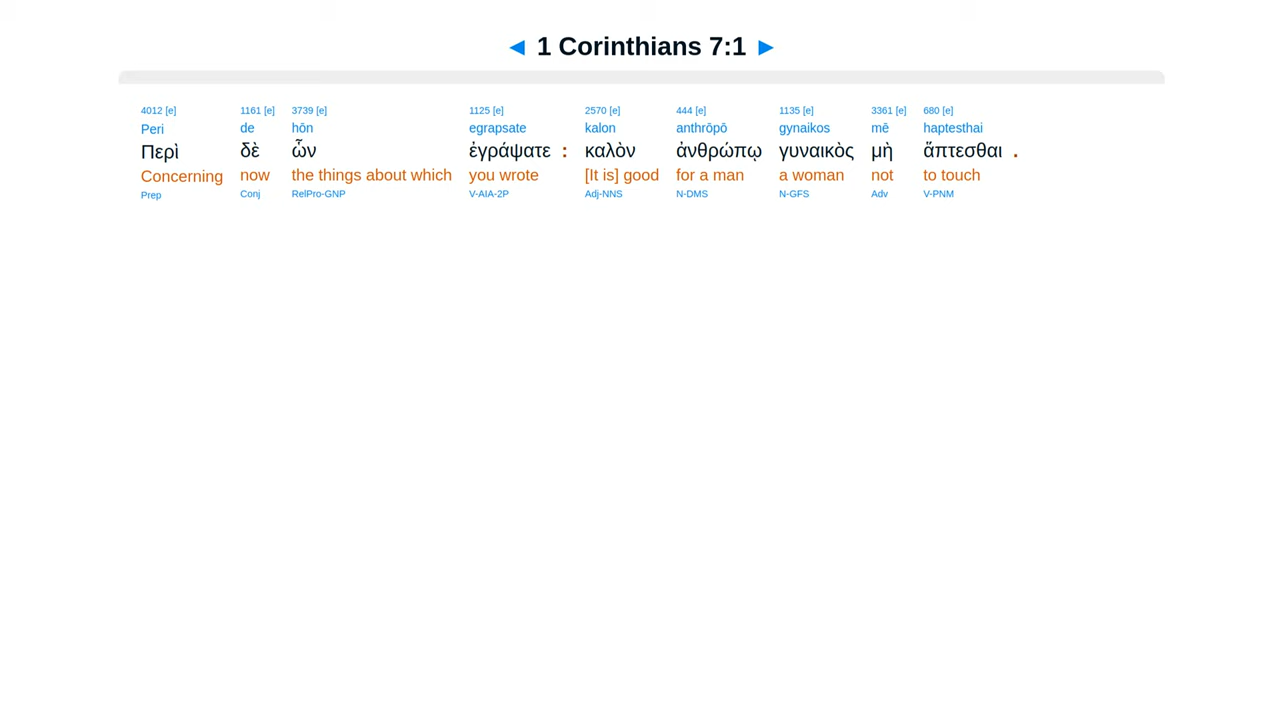 ◄ 1 Corinthians 7:1 ►
4012 [e] 1161 [e] 3739 [e] 1125 [e] 2570 [e] 444 [e] 1135 [e] 3361 [e] 680 [e]
Peri de hōn egrapsate kalon anthrōpō gynaikos mē haptesthai
Περὶ δὲ ὧν ἐγράψατε : καλὸν ἀνθρώπῳ γυναικὸς μὴ ἅπτεσθαι .
Concerning now the things about which you wrote [It is] good for a man a woman not to touch
Prep Conj RelPro-GNP V-AIA-2P Adj-NNS N-DMS N-GFS Adv V-PNM